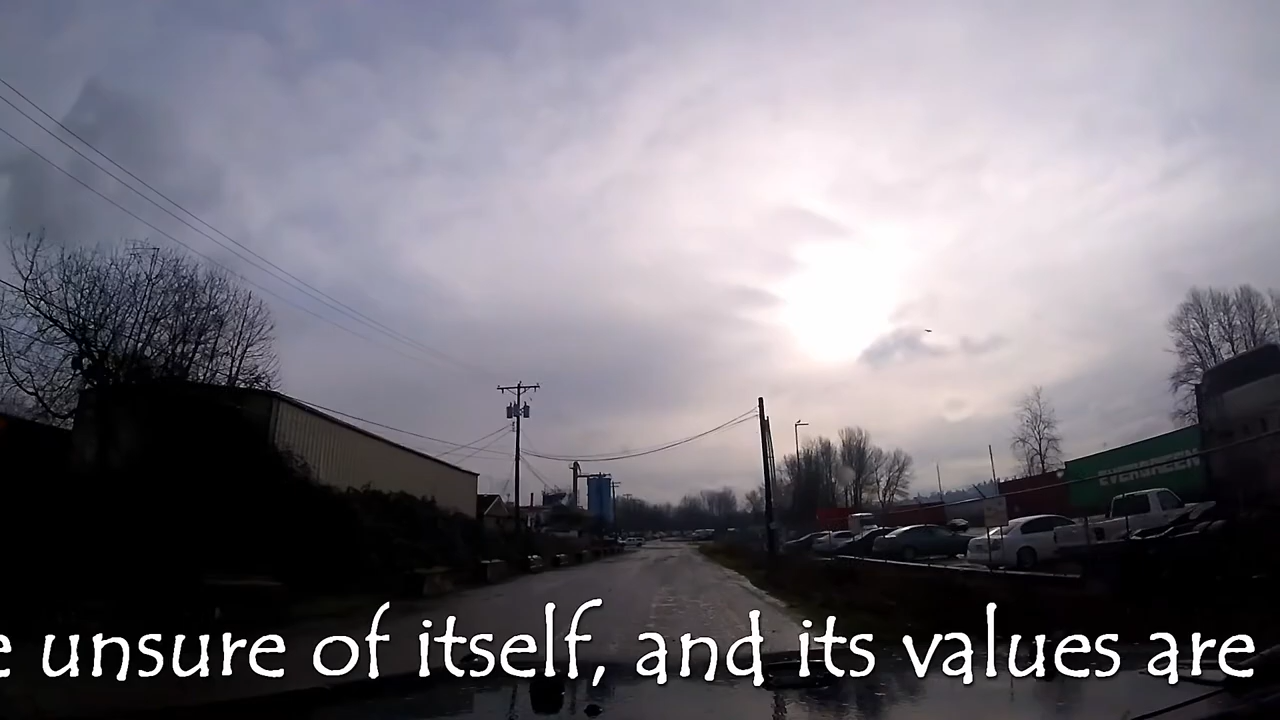 EVERGREEN
e unsure of itself, and its values are